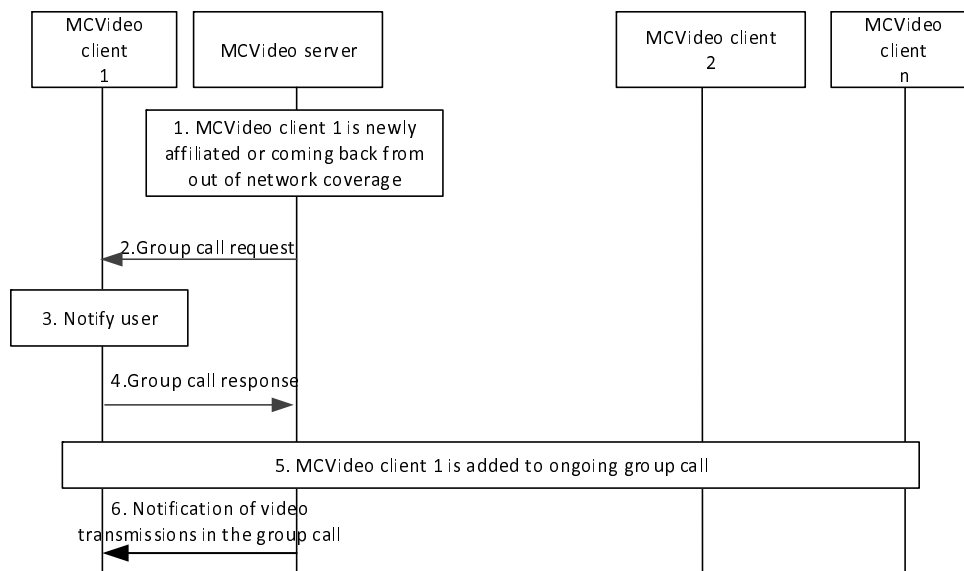 MCVideo
client
1
MCVideo server
MCVideo client
2
MCVideo
client
n
1. MCVideo client 1 is newly
affiliated or coming back from
out of network coverage
2.Group call request
3. Notify user
4.Group call response
5. MCVideo client 1 is added to ongoing group call
6. Notification of video
transmissions in the group call